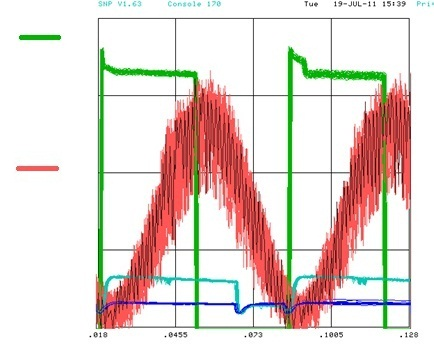 SNP V1.63 Console 170 Tue 19-JUL-11 15:39 Pri
.018 .0455 .073 .1005 .128